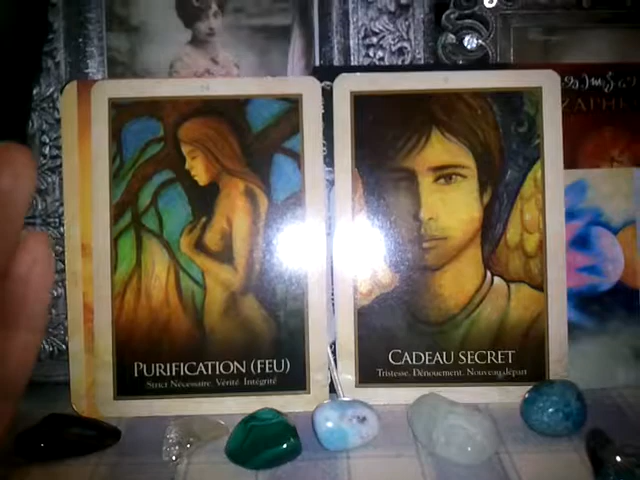 PURIFICATION (FEU)
Strict Nécessaire. Vérité. Intégrité
CADEAU SECRET
Tristesse. Dénouement. Nouveau départ